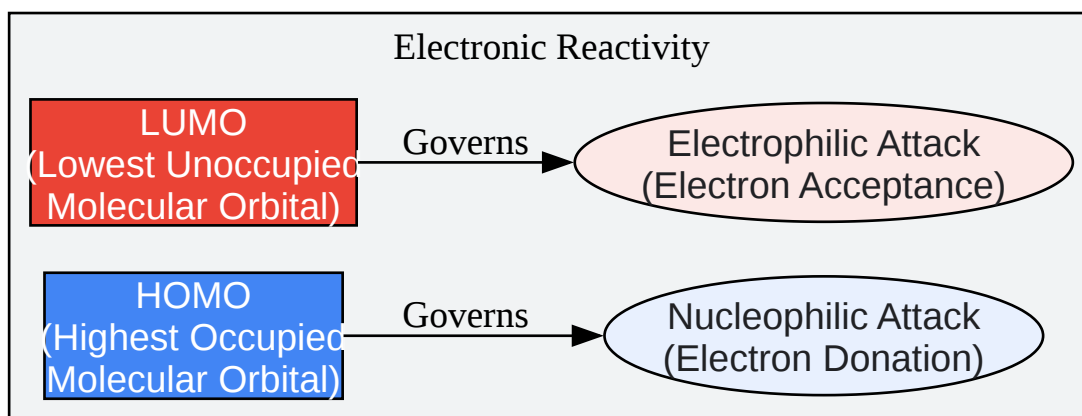 Electronic Reactivity
LUMO
(Lowest Unoccupied
Molecular Orbital)
Governs
Electrophilic Attack
(Electron Acceptance)
HOMO
(Highest Occupied
Molecular Orbital)
Governs
Nucleophilic Attack
(Electron Donation)